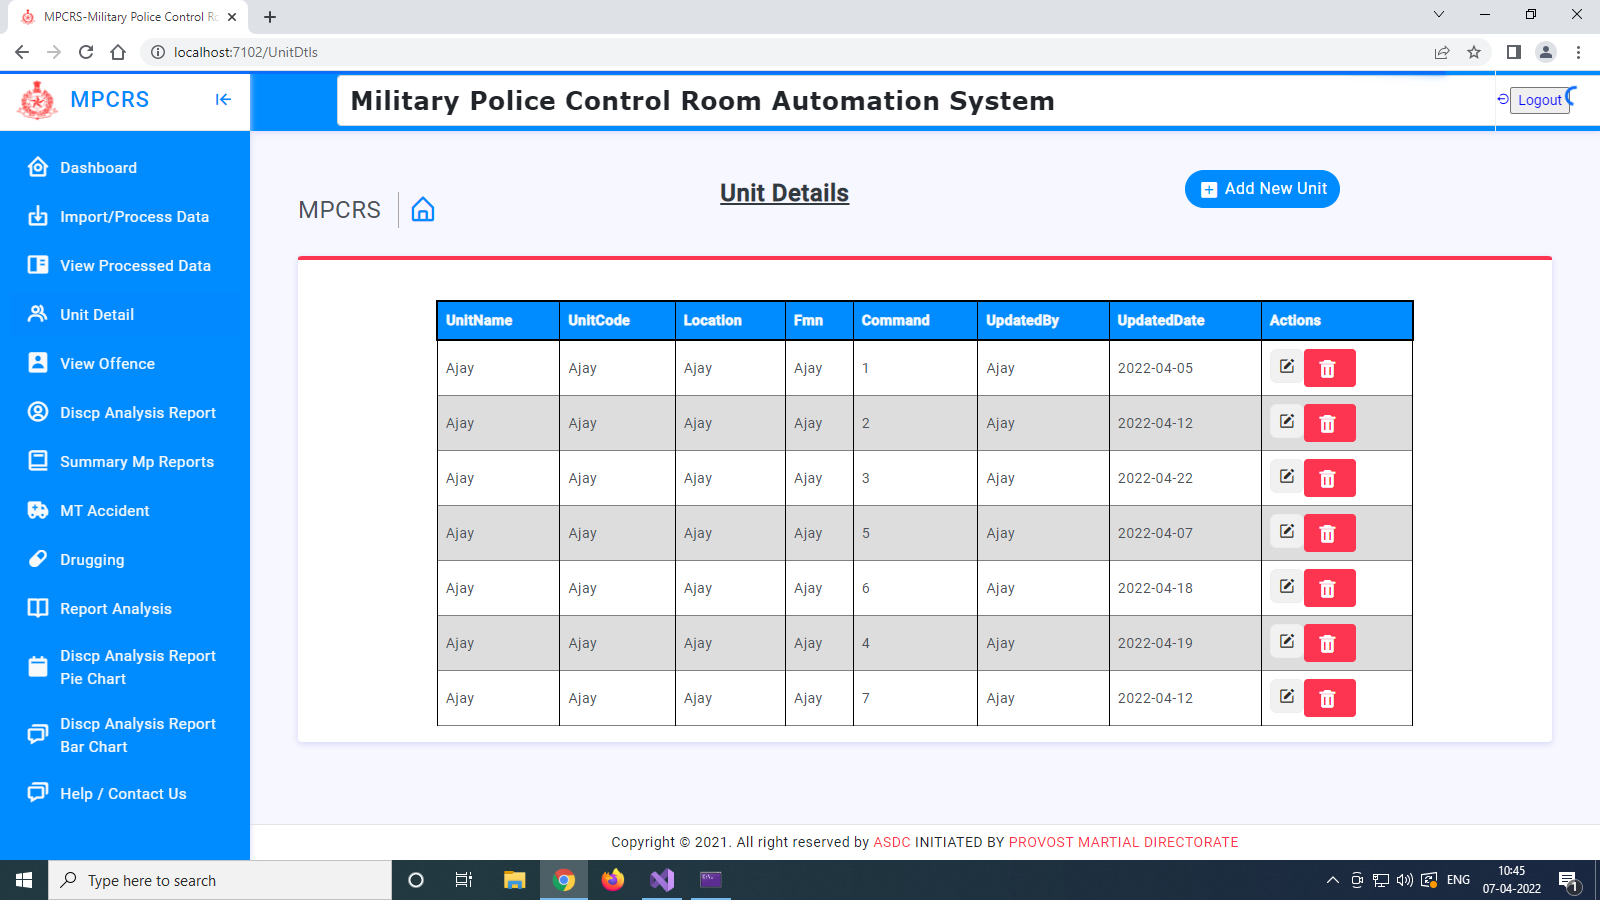 MPCRS-Military Police Control Ro
localhost:7102/UnitDtls
MPCRS
Military Police Control Room Automation System
Logout
Dashboard
Import/Process Data
View Processed Data
Unit Detail
View Offence
Discp Analysis Report
Summary Mp Reports
MT Accident
Drugging
Report Analysis
Discp Analysis Report
Pie Chart
Discp Analysis Report
Bar Chart
Help / Contact Us
MPCRS
Unit Details
Add New Unit
UnitName UnitCode Location Fmn Command UpdatedBy UpdatedDate Actions
Ajay Ajay Ajay Ajay 1 Ajay 2022-04-05
Ajay Ajay Ajay Ajay 2 Ajay 2022-04-12
Ajay Ajay Ajay Ajay 3 Ajay 2022-04-22
Ajay Ajay Ajay Ajay 5 Ajay 2022-04-07
Ajay Ajay Ajay Ajay 6 Ajay 2022-04-18
Ajay Ajay Ajay Ajay 4 Ajay 2022-04-19
Ajay Ajay Ajay Ajay 7 Ajay 2022-04-12
Copyright © 2021. All right reserved by ASDC INITIATED BY PROVOST MARTIAL DIRECTORATE
Type here to search
ENG
10:45
07-04-2022
1